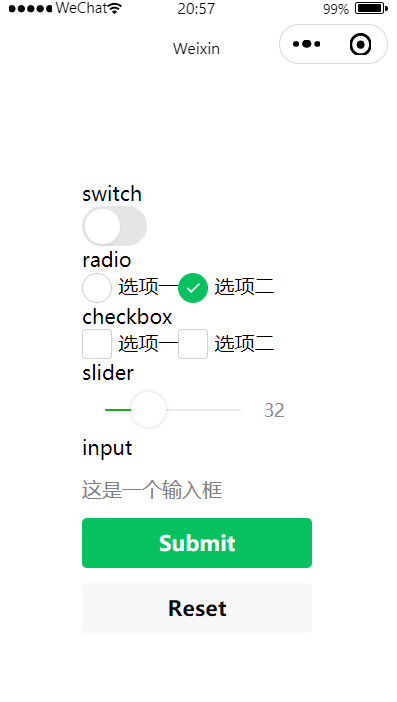 WeChat 20:57 99%
Weixin
switch
radio
选项一 选项二
checkbox
选项一 选项二
slider
32
input
这是一个输入框
Submit
Reset